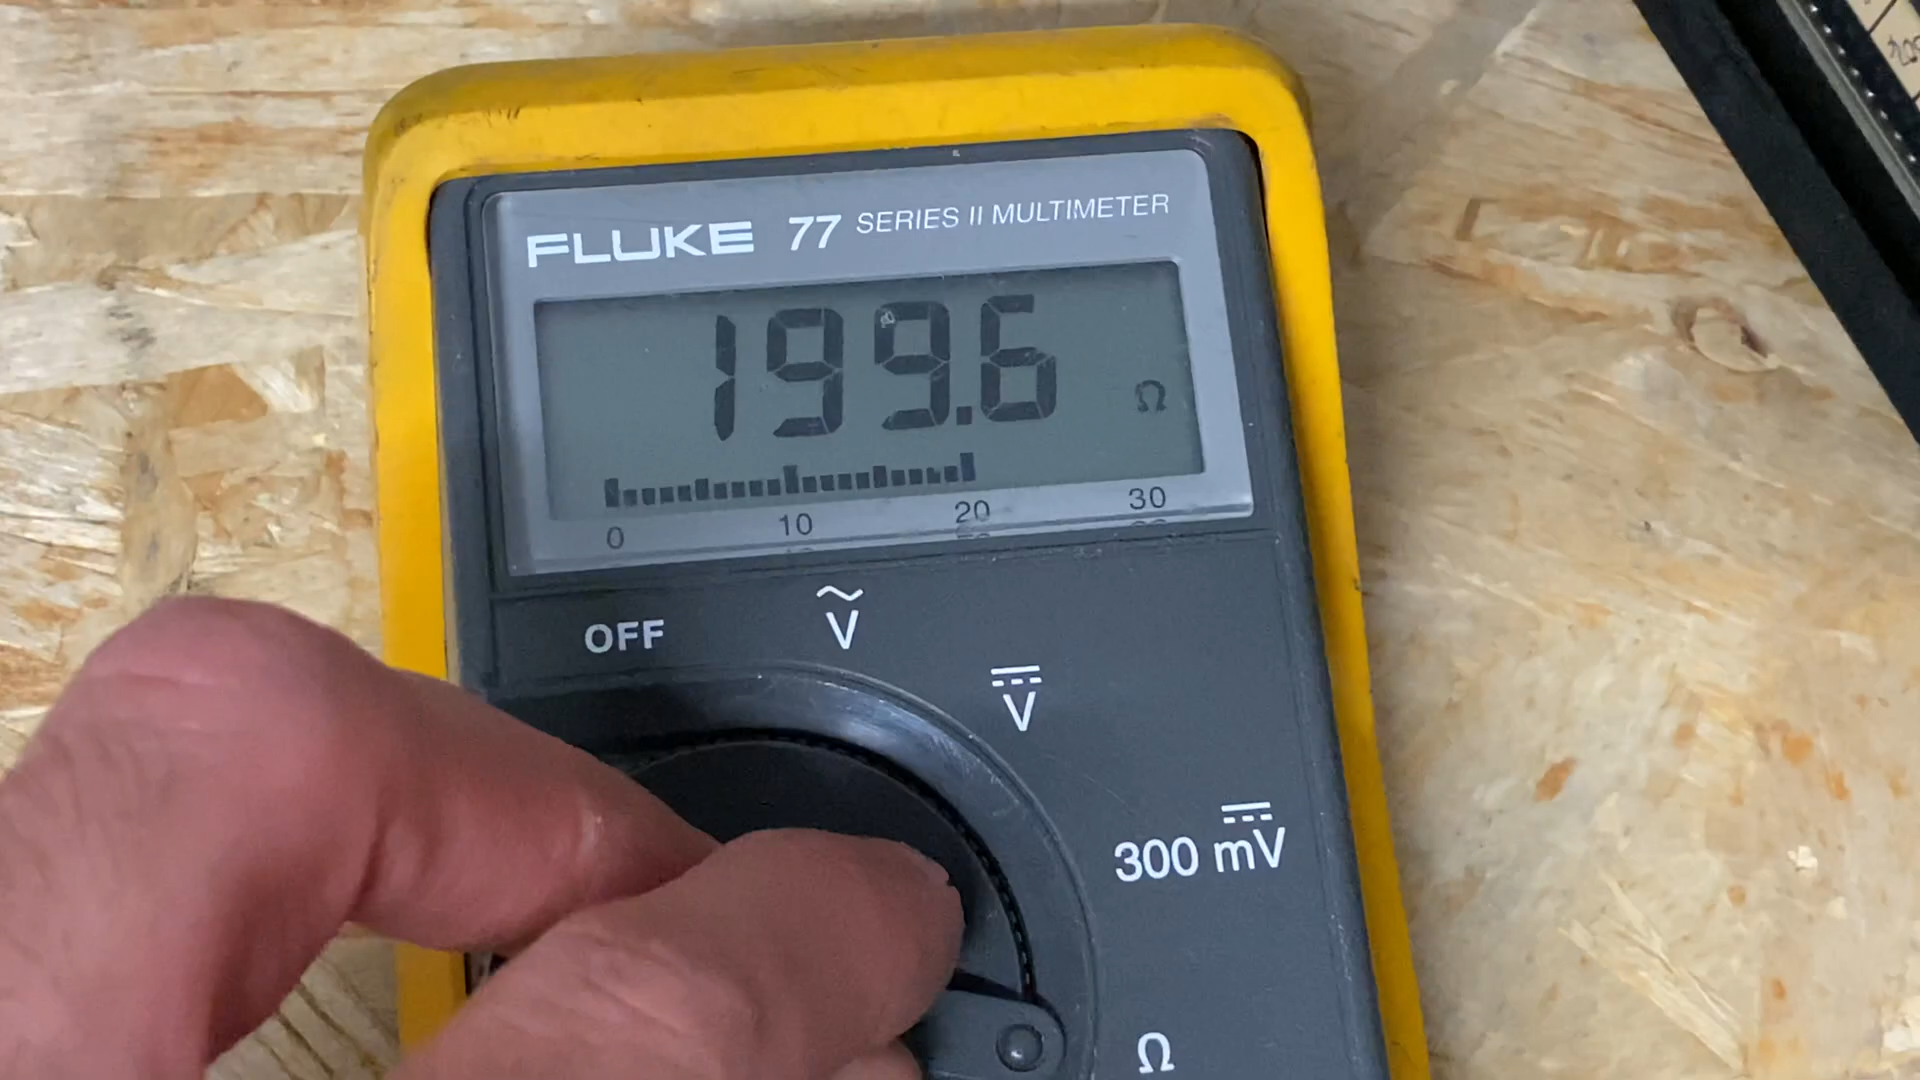 FLUKE 77 SERIES II MULTIMETER
199.6 Ω
0 10 20 30
OFF
V
V
300 mV
Ω